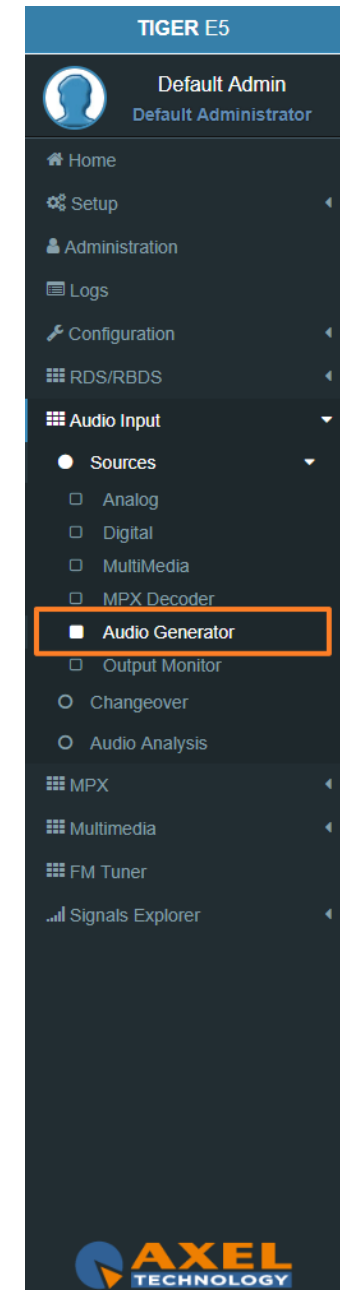 TIGER E5
Default Admin
Default Administrator
Home
Setup
Administration
Logs
Configuration
RDS/RBDS
Audio Input
Sources
Analog
Digital
MultiMedia
MPX Decoder
Audio Generator
Output Monitor
Changeover
Audio Analysis
MPX
Multimedia
FM Tuner
Signals Explorer
AXEL
TECHNOLOGY